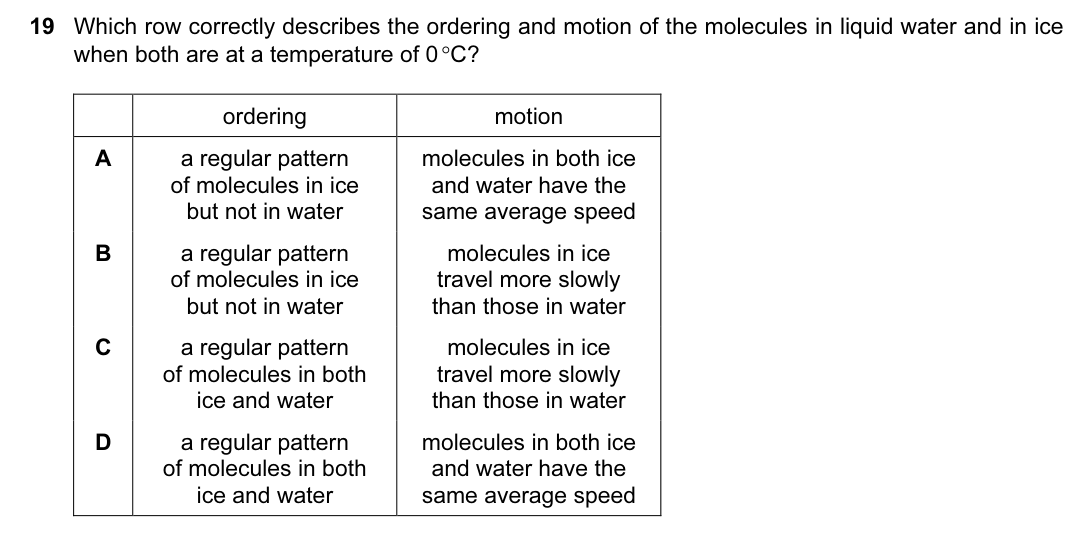 19 Which row correctly describes the ordering and motion of the molecules in liquid water and in ice
when both are at a temperature of 0 °C?
ordering motion
A a regular pattern molecules in both ice
of molecules in ice and water have the
but not in water same average speed
B a regular pattern molecules in ice
of molecules in ice travel more slowly
but not in water than those in water
C a regular pattern molecules in ice
of molecules in both travel more slowly
ice and water than those in water
D a regular pattern molecules in both ice
of molecules in both and water have the
ice and water same average speed